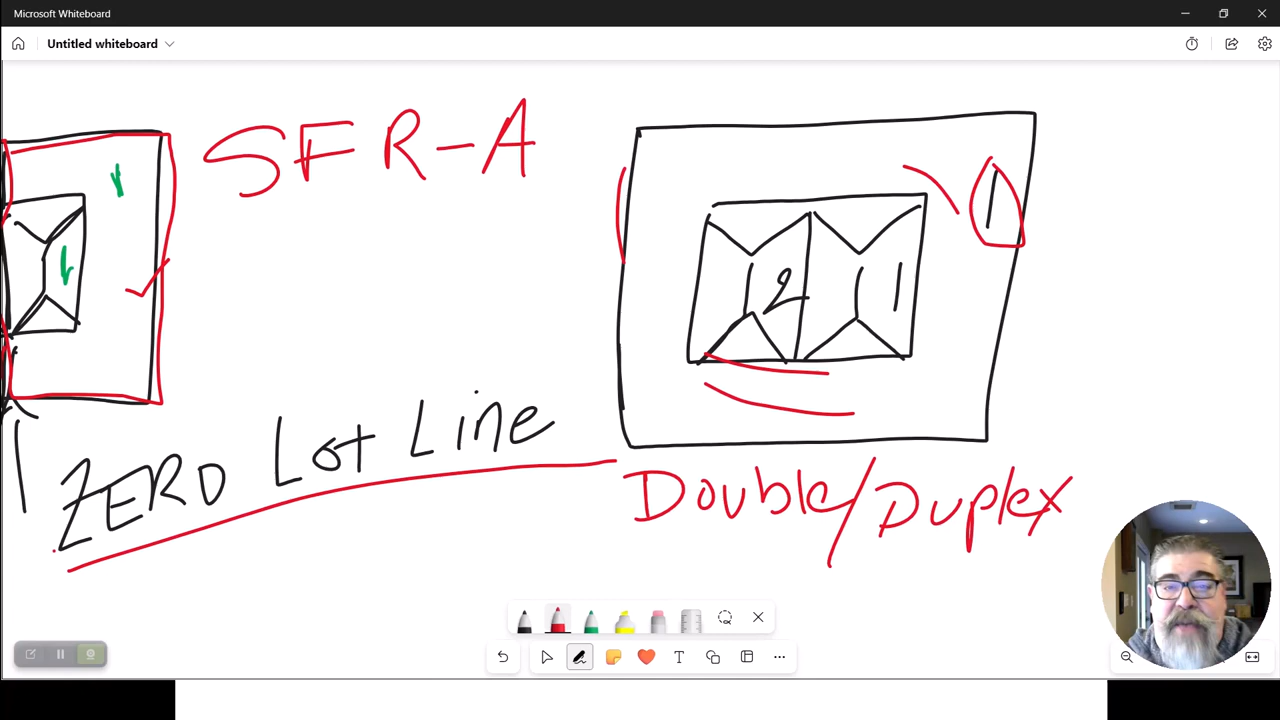 Microsoft Whiteboard
Untitled whiteboard
SFR-A
1
1
2
1
1
ZERO Lot Line
Double/Duplex